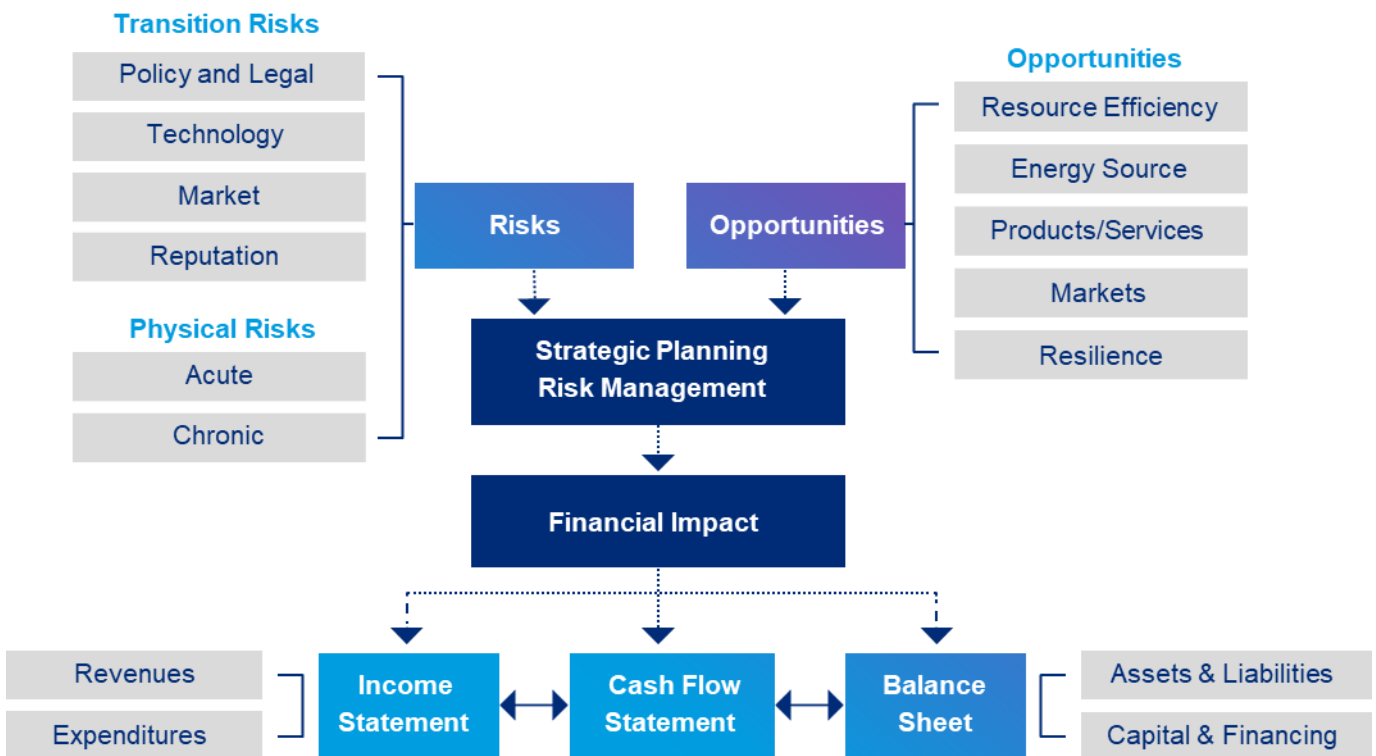 Transition Risks
Policy and Legal
Technology
Market
Reputation
Physical Risks
Acute
Chronic
Risks
Opportunities
Opportunities
Resource Efficiency
Energy Source
Products/Services
Markets
Resilience
Strategic Planning
Risk Management
Financial Impact
Revenues
Expenditures
Income
Statement
Cash Flow
Statement
Balance
Sheet
Assets & Liabilities
Capital & Financing